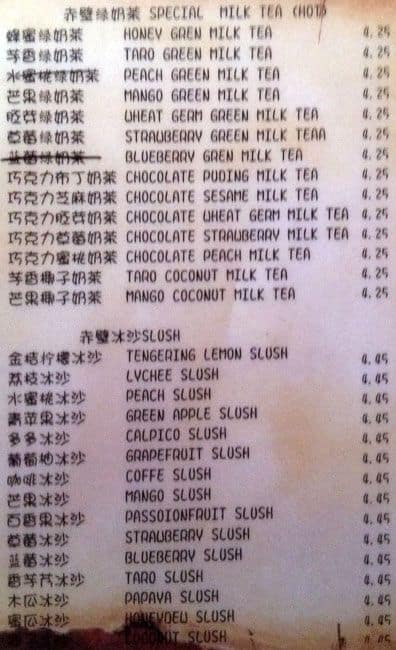 赤壁绿奶茶 SPECIAL MILK TEA (HOT)
蜂蜜绿奶茶 HONEY GREN MILK TEA 4.25
芋香绿奶茶 TARO GREEN MILK TEA 4.25
水蜜桃绿奶茶 PEACH GREEN MILK TEA 4.25
芒果绿奶茶 MANGO GREEN MILK TEA 4.25
胚芽绿奶茶 WHEAT GERM GREEN MILK TEA 4.25
草莓绿奶茶 STRAWBERRY GREEN MILK TEAA 4.25
蓝莓绿奶茶 BLUEBERRY GREN MILK TEA 4.25
巧克力布丁奶茶 CHOCOLATE PUDING MILK TEA 4.25
巧克力芝麻奶茶 CHOCOLATE SESAME MILK TEA 4.25
巧克力胚芽奶茶 CHOCOLATE WHEAT GERM MILK TEA 4.25
巧克力草莓奶茶 CHOCOLATE STRAWBERRY MILK TEA 4.25
巧克力蜜桃奶茶 CHOCOLATE PEACH MILK TEA 4.25
芋香椰子奶茶 TARO COCONUT MILK TEA 4.25
芒果椰子奶茶 MANGO COCONUT MILK TEA 4.25
赤壁冰沙SLUSH
金桔柠檬冰沙 TENGERING LEMON SLUSH 4.45
荔枝冰沙 LYCHEE SLUSH 4.45
水蜜桃冰沙 PEACH SLUSH 4.45
青苹果冰沙 GREEN APPLE SLUSH 4.45
多多冰沙 CALPICO SLUSH 4.45
葡萄柚冰沙 GRAPEFRUIT SLUSH 4.45
咖啡冰沙 COFFE SLUSH 4.45
芒果冰沙 MANGO SLUSH 4.45
百香果冰沙 PASSOIONFRUIT SLUSH 4.45
草莓冰沙 STRAWBERRY SLUSH 4.45
蓝莓冰沙 BLUEBERRY SLUSH 4.45
香芋冰沙 TARO SLUSH 4.45
木瓜冰沙 PAPAYA SLUSH 4.45
蜜瓜冰沙 HONEYDEW SLUSH 4.45
COCONUT SLUSH 4.45